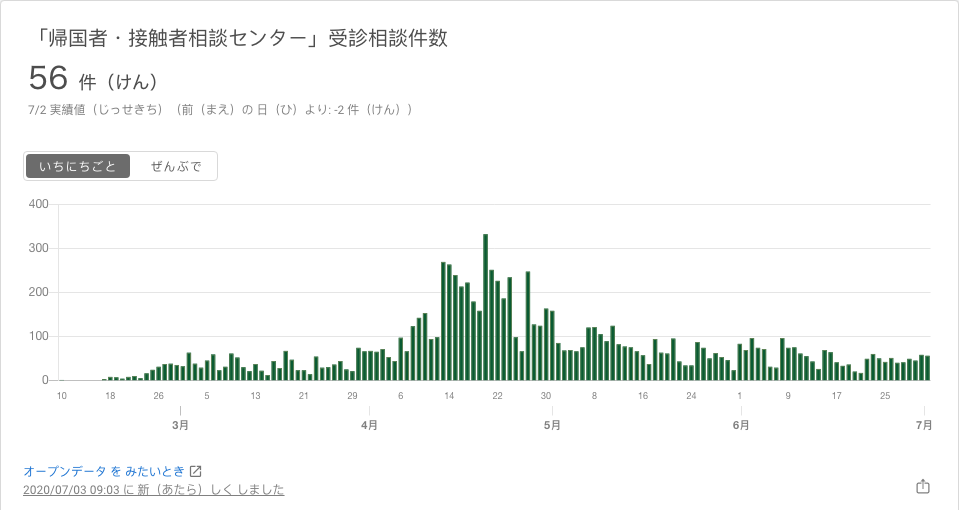 「帰国者・接触者相談センター」受診相談件数
56 件（けん）
7/2 実績値（じっせきち）（前（まえ）の 日（ひ）より: -2 件（けん））
いちにちごと ぜんぶで
400
300
200
100
0
10 18 26 5 13 21 29 6 14 22 30 8 16 24 1 9 17 25
3月 4月 5月 6月 7月
オープンデータ を みたいとき
2020/07/03 09:03 に 新（あたら）しく しました